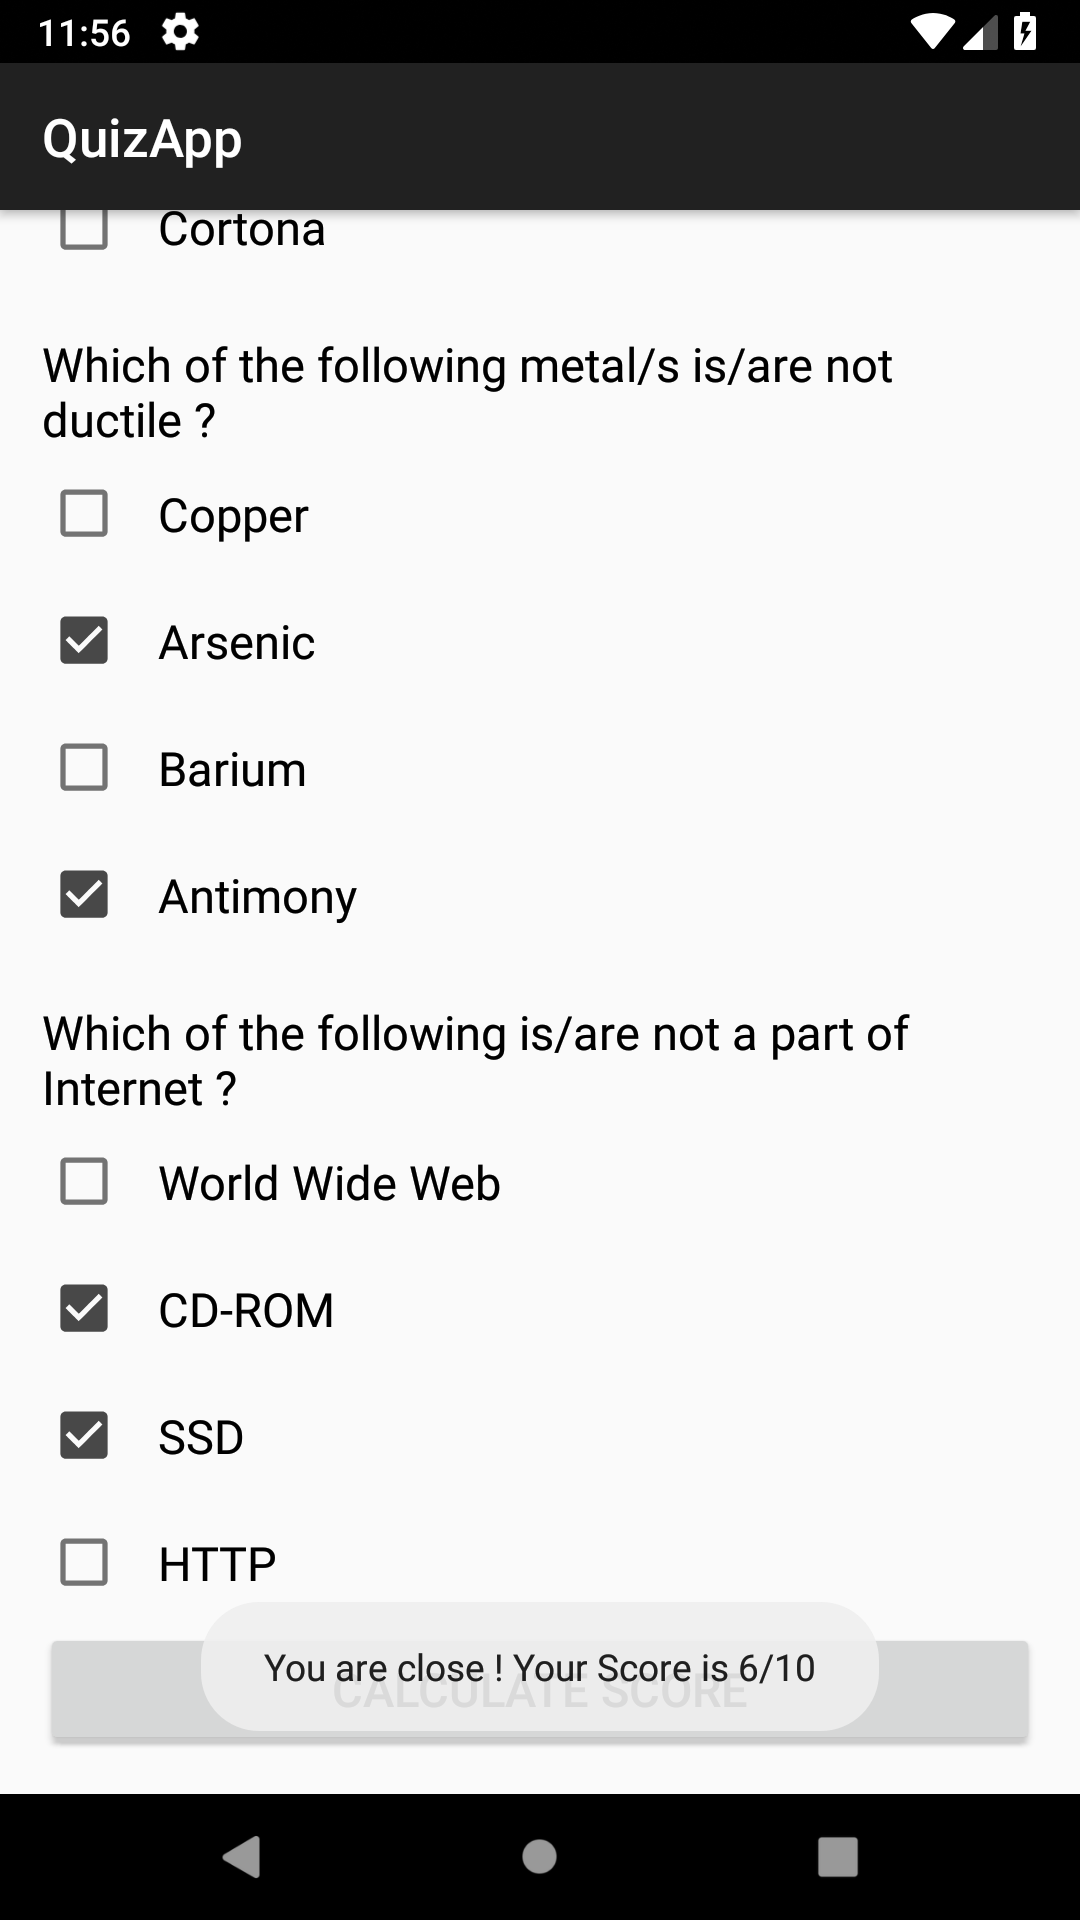 11:56
QuizApp
Cortona
Which of the following metal/s is/are not
ductile ?
Copper
Arsenic
Barium
Antimony
Which of the following is/are not a part of
Internet ?
World Wide Web
CD-ROM
SSD
HTTP
You are close ! Your Score is 6/10
CALCULATE SCORE